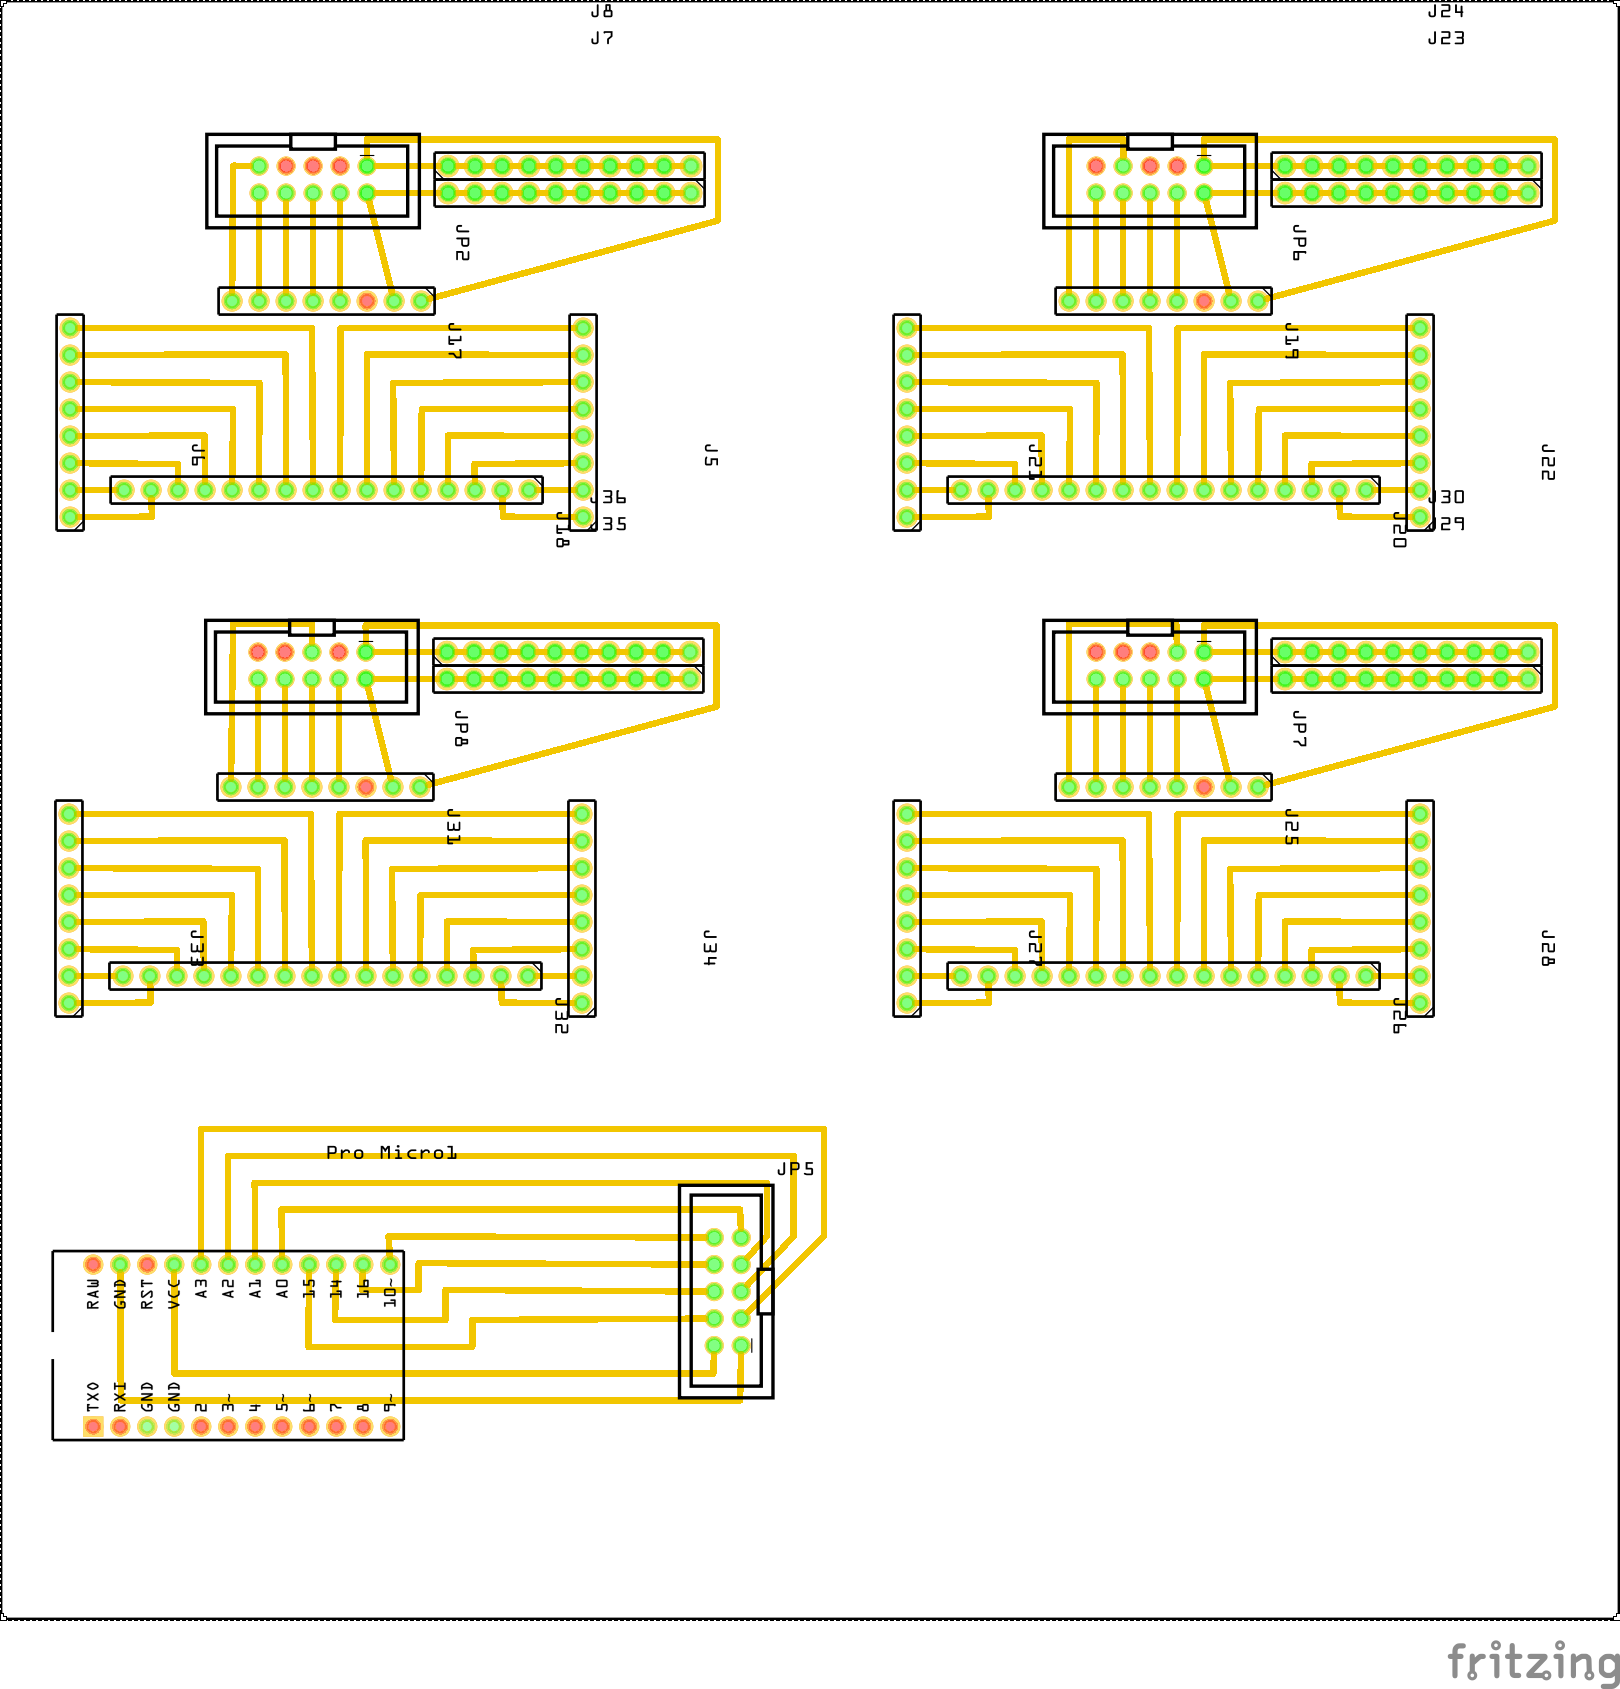 J8
J24
J7
J23
JP2
JP6
J17
J19
J6
J5
J21
J22
J36
J30
J35
J29
J18
J20
JP8
JP7
J31
J25
J33
J34
J27
J28
J32
J26
Pro Micro1
JP5
RAW GND RST VCC A3 A2 A1 A0 15 14 16 10~
TXO RXI GND GND 2 3~ 4 5~ 6~ 7 8 9~
fritzing